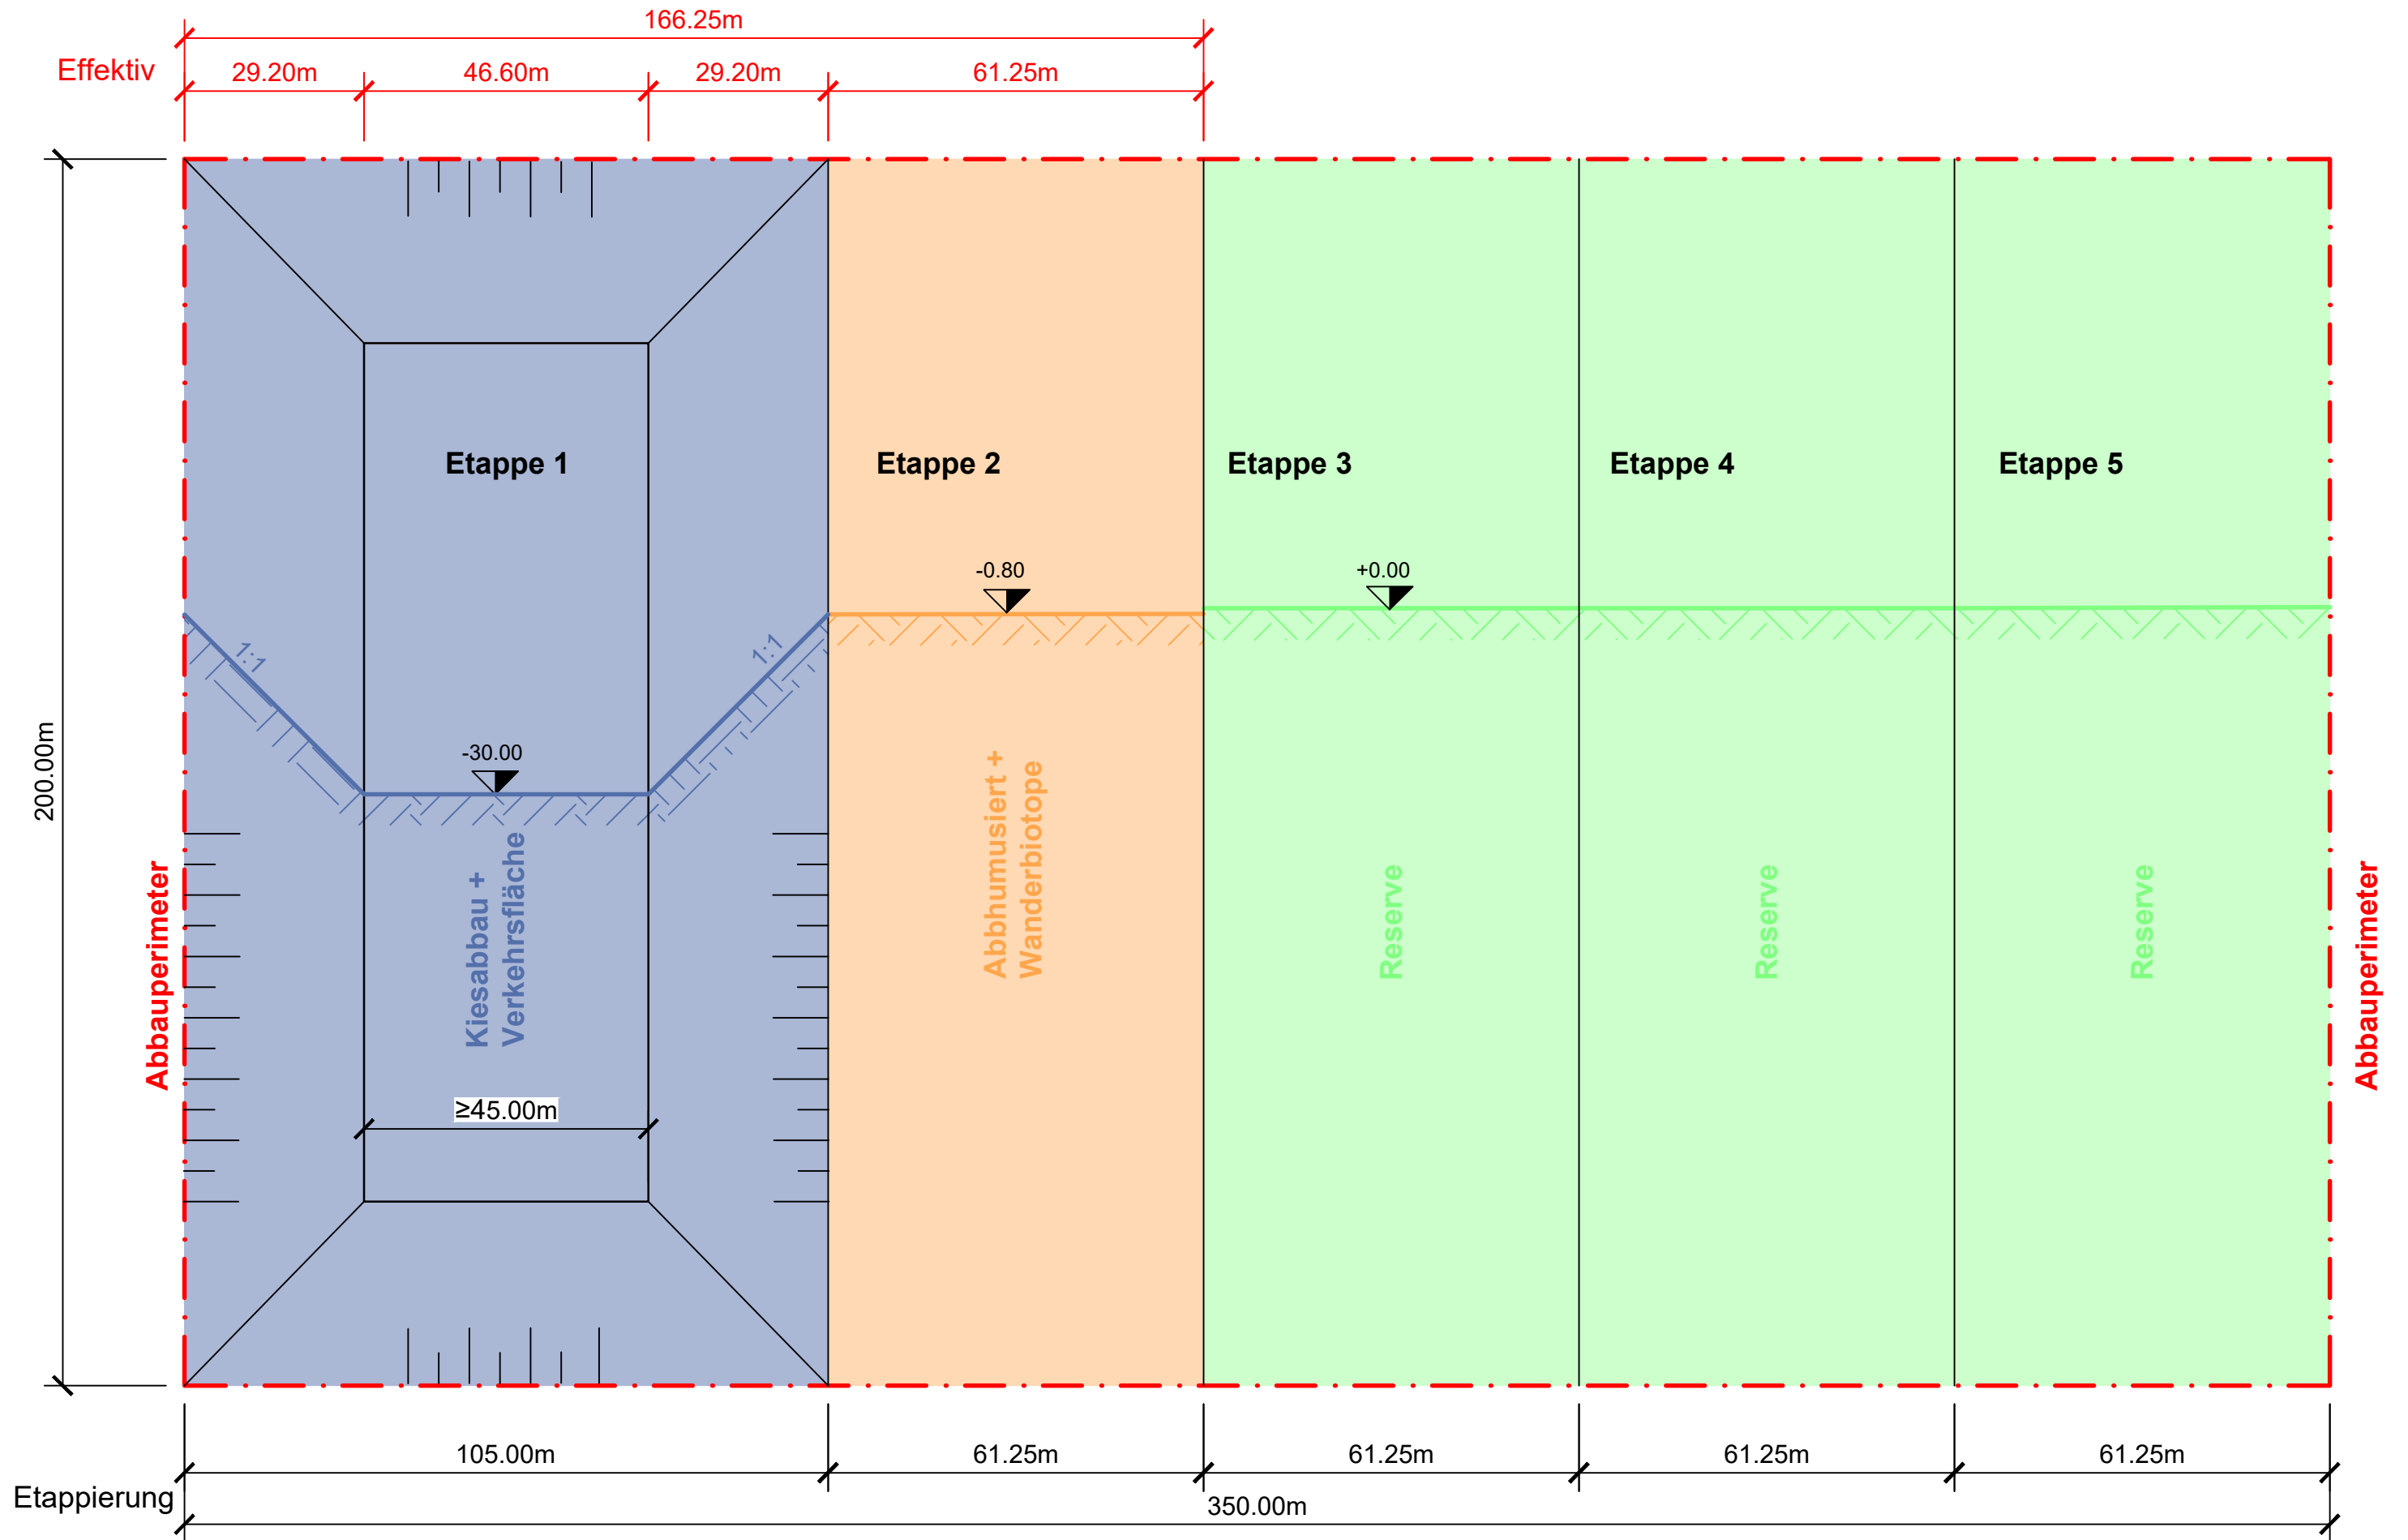 166.25m
Effektiv
29.20m
46.60m
29.20m
61.25m
Etappe 1
Etappe 2
Etappe 3
Etappe 4
Etappe 5
-0.80
+0.00
1:1
1:1
-30.00
200.00m
Abbauperimeter
Kiesabbau +
Verkehrsfläche
Abbhumusiert +
Wanderbiotope
Reserve
Reserve
Reserve
Abbauperimeter
≥45.00m
105.00m
61.25m
61.25m
61.25m
61.25m
Etappierung
350.00m